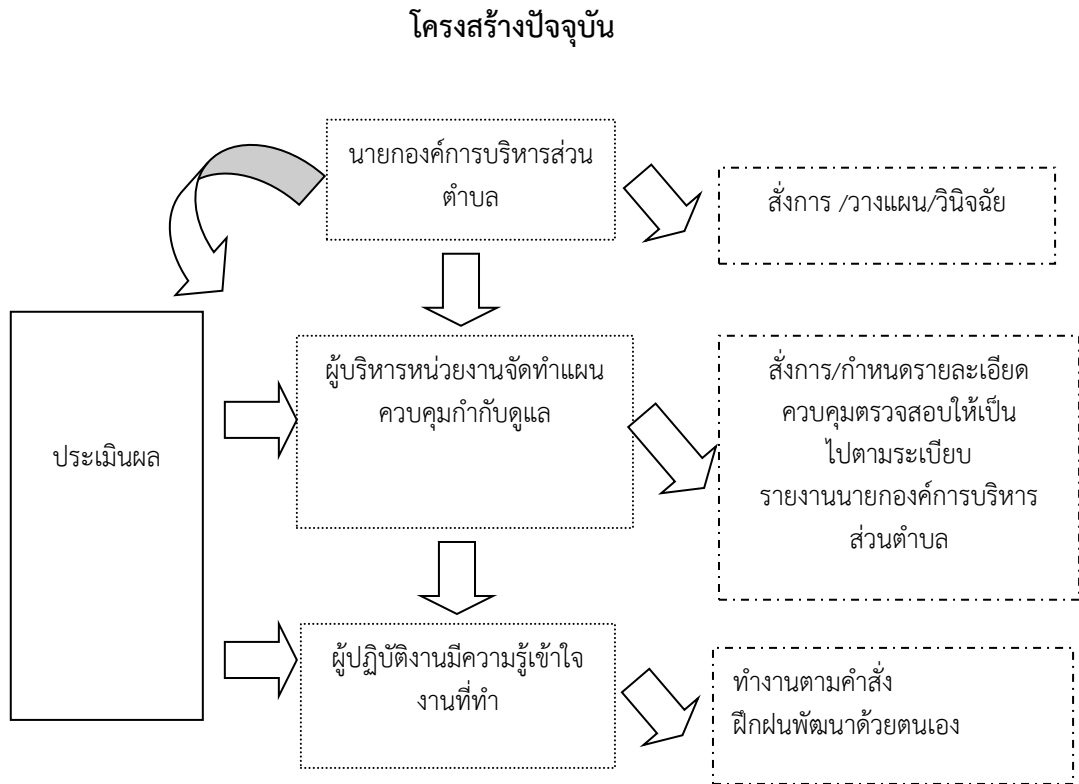 โครงสร้างปัจจุบัน
นายกองค์การบริหารส่วน
ตำบล
สั่งการ /วางแผน/วินิจฉัย
ผู้บริหารหน่วยงานจัดทำแผน
ควบคุมกำกับดูแล
สั่งการ/กำหนดรายละเอียด
ควบคุมตรวจสอบให้เป็น
ไปตามระเบียบ
รายงานนายกองค์การบริหาร
ส่วนตำบล
ประเมินผล
ผู้ปฏิบัติงานมีความรู้เข้าใจ
งานที่ทำ
ทำงานตามคำสั่ง
ฝึกฝนพัฒนาด้วยตนเอง